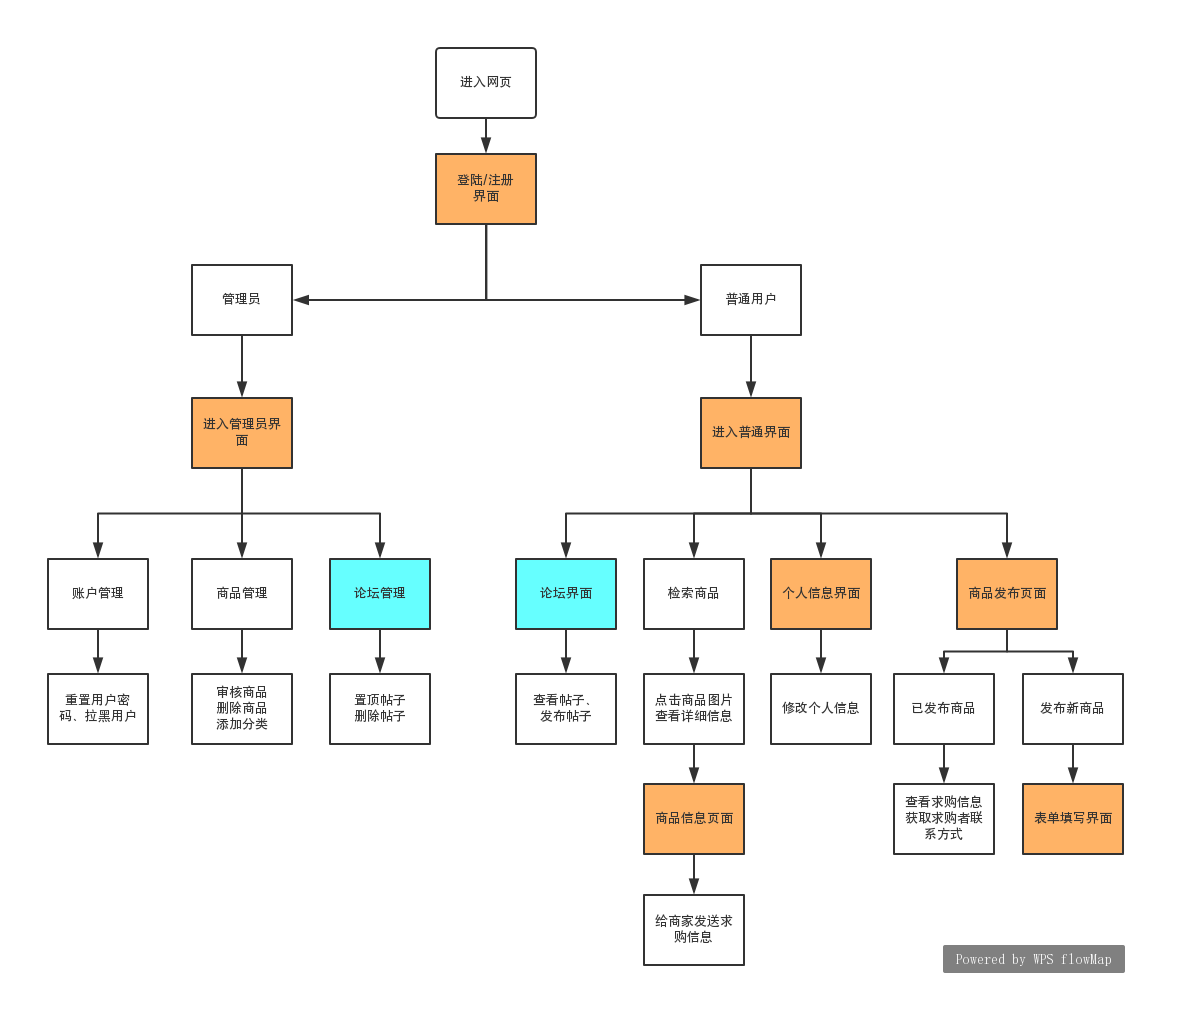 进入网页
登陆/注册
界面
管理员
普通用户
进入管理员界
面
进入普通界面
账户管理
商品管理
论坛管理
论坛界面
检索商品
个人信息界面
商品发布页面
重置用户密
码、拉黑用户
审核商品
删除商品
添加分类
置顶帖子
删除帖子
查看帖子、
发布帖子
点击商品图片
查看详细信息
修改个人信息
已发布商品
发布新商品
商品信息页面
查看求购信息
获取求购者联
系方式
表单填写界面
给商家发送求
购信息
Powered by WPS flowMap